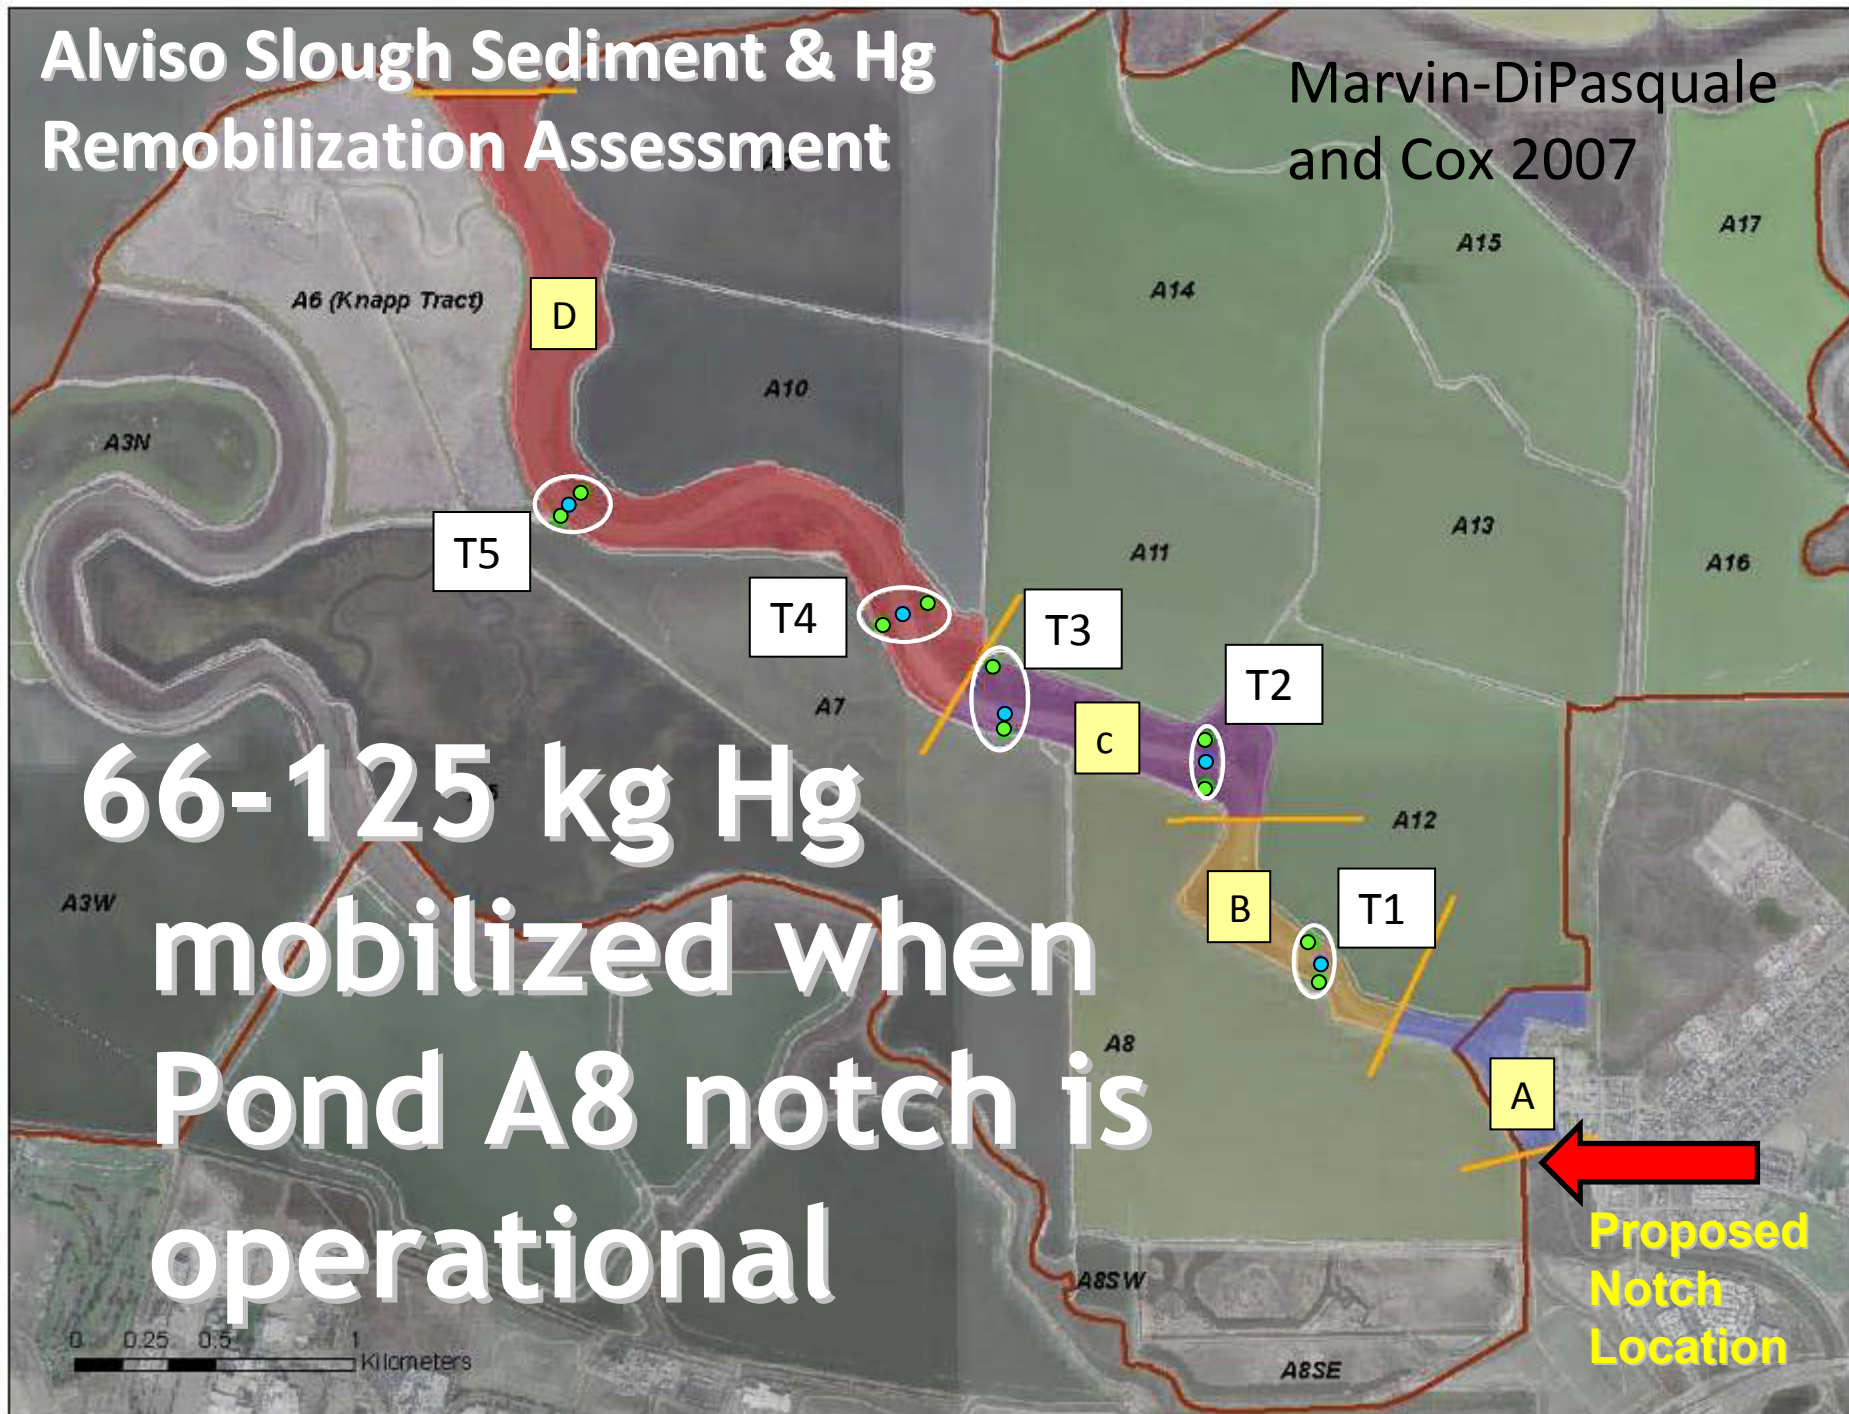 Alviso Slough Sediment & Hg
Remobilization Assessment
Marvin-DiPasquale
and Cox 2007
A17
A15
A14
A6 (Knapp Tract)
D
A10
A3N
A13
A11
A16
T5
T4
T3
T2
A7
C
66-125 kg Hg
mobilized when
Pond A8 notch is
operational
A12
A3W
B
T1
A8
A
Proposed
Notch
Location
A8SW
A8SE
0 0.25 0.5 1
Kilometers